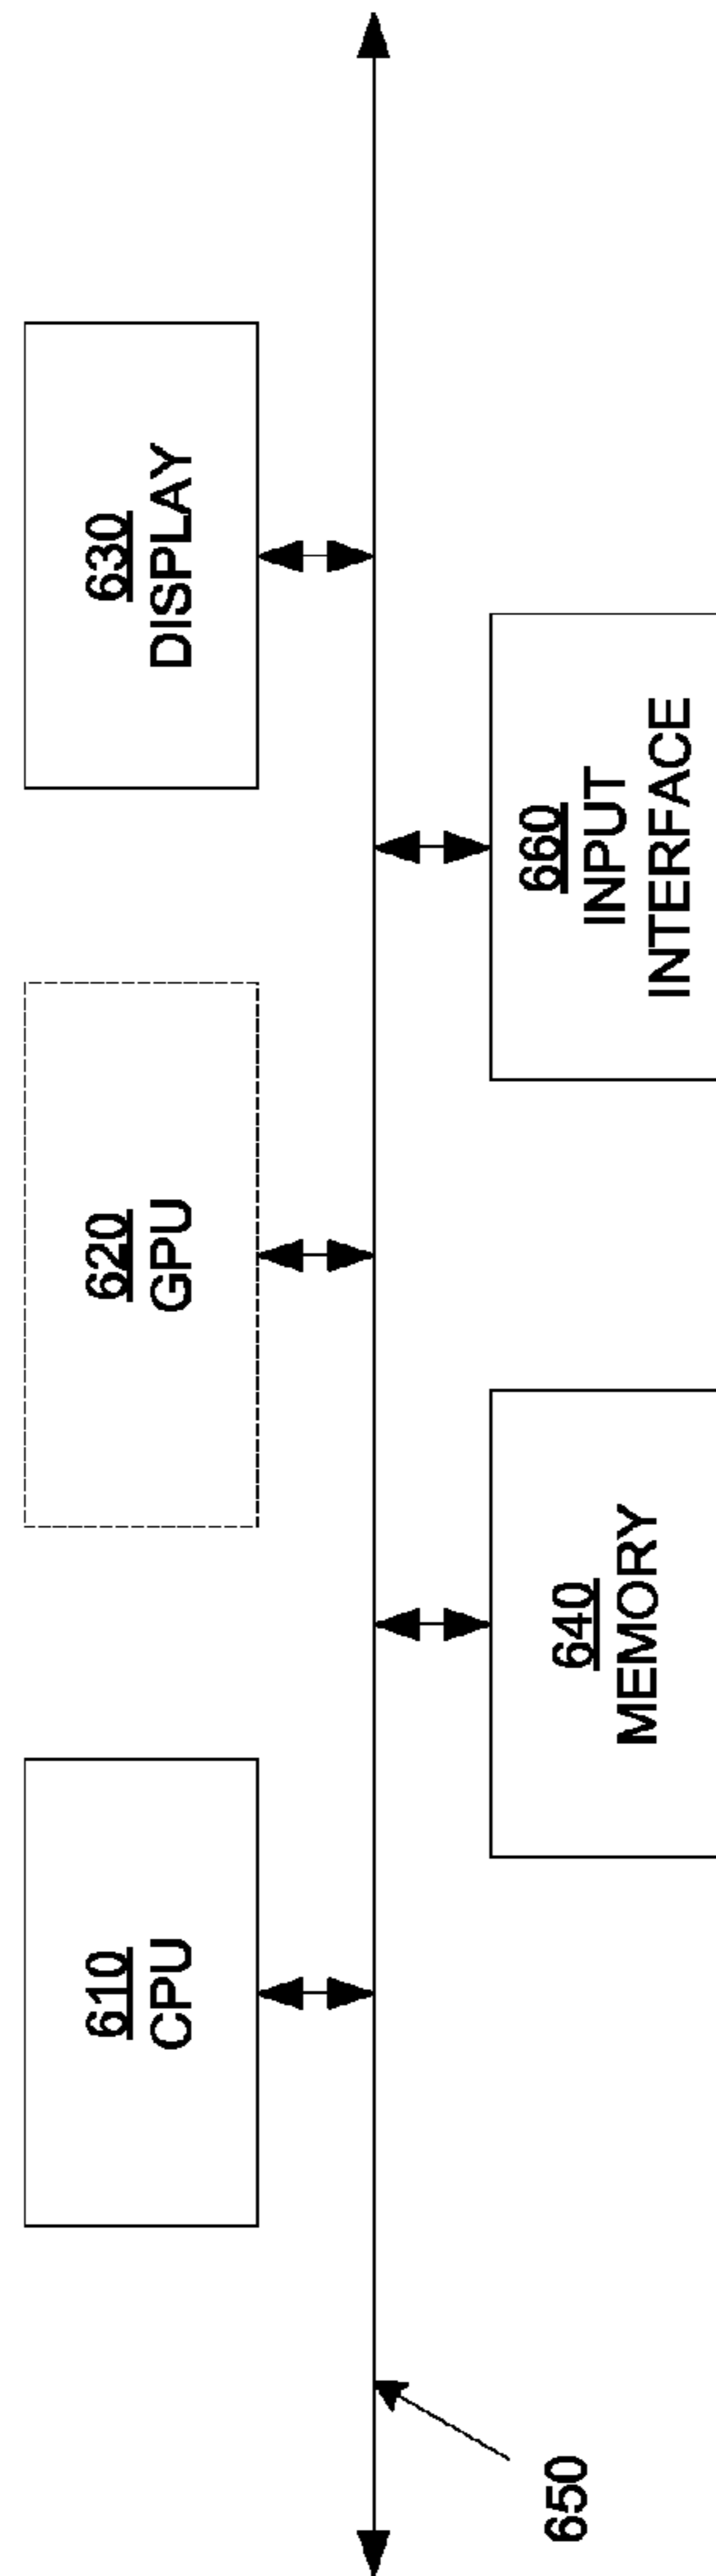 610
CPU
620
GPU
630
DISPLAY
640
MEMORY
660
INPUT
INTERFACE
650